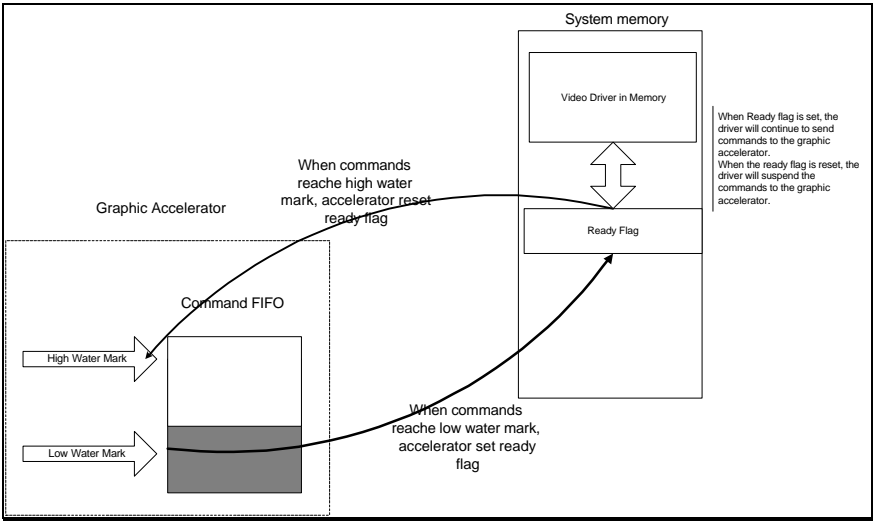 System memory
Video Driver in Memory
When Ready flag is set, the
driver will continue to send
commands to the graphic
accelerator.
When the ready flag is reset, the
driver will suspend the
commands to the graphic
accelerator.
When commands
reache high water
mark, accelerator reset
ready flag
Graphic Accelerator
Ready Flag
Command FIFO
High Water Mark
When commands
reache low water mark,
accelerator set ready
flag
Low Water Mark